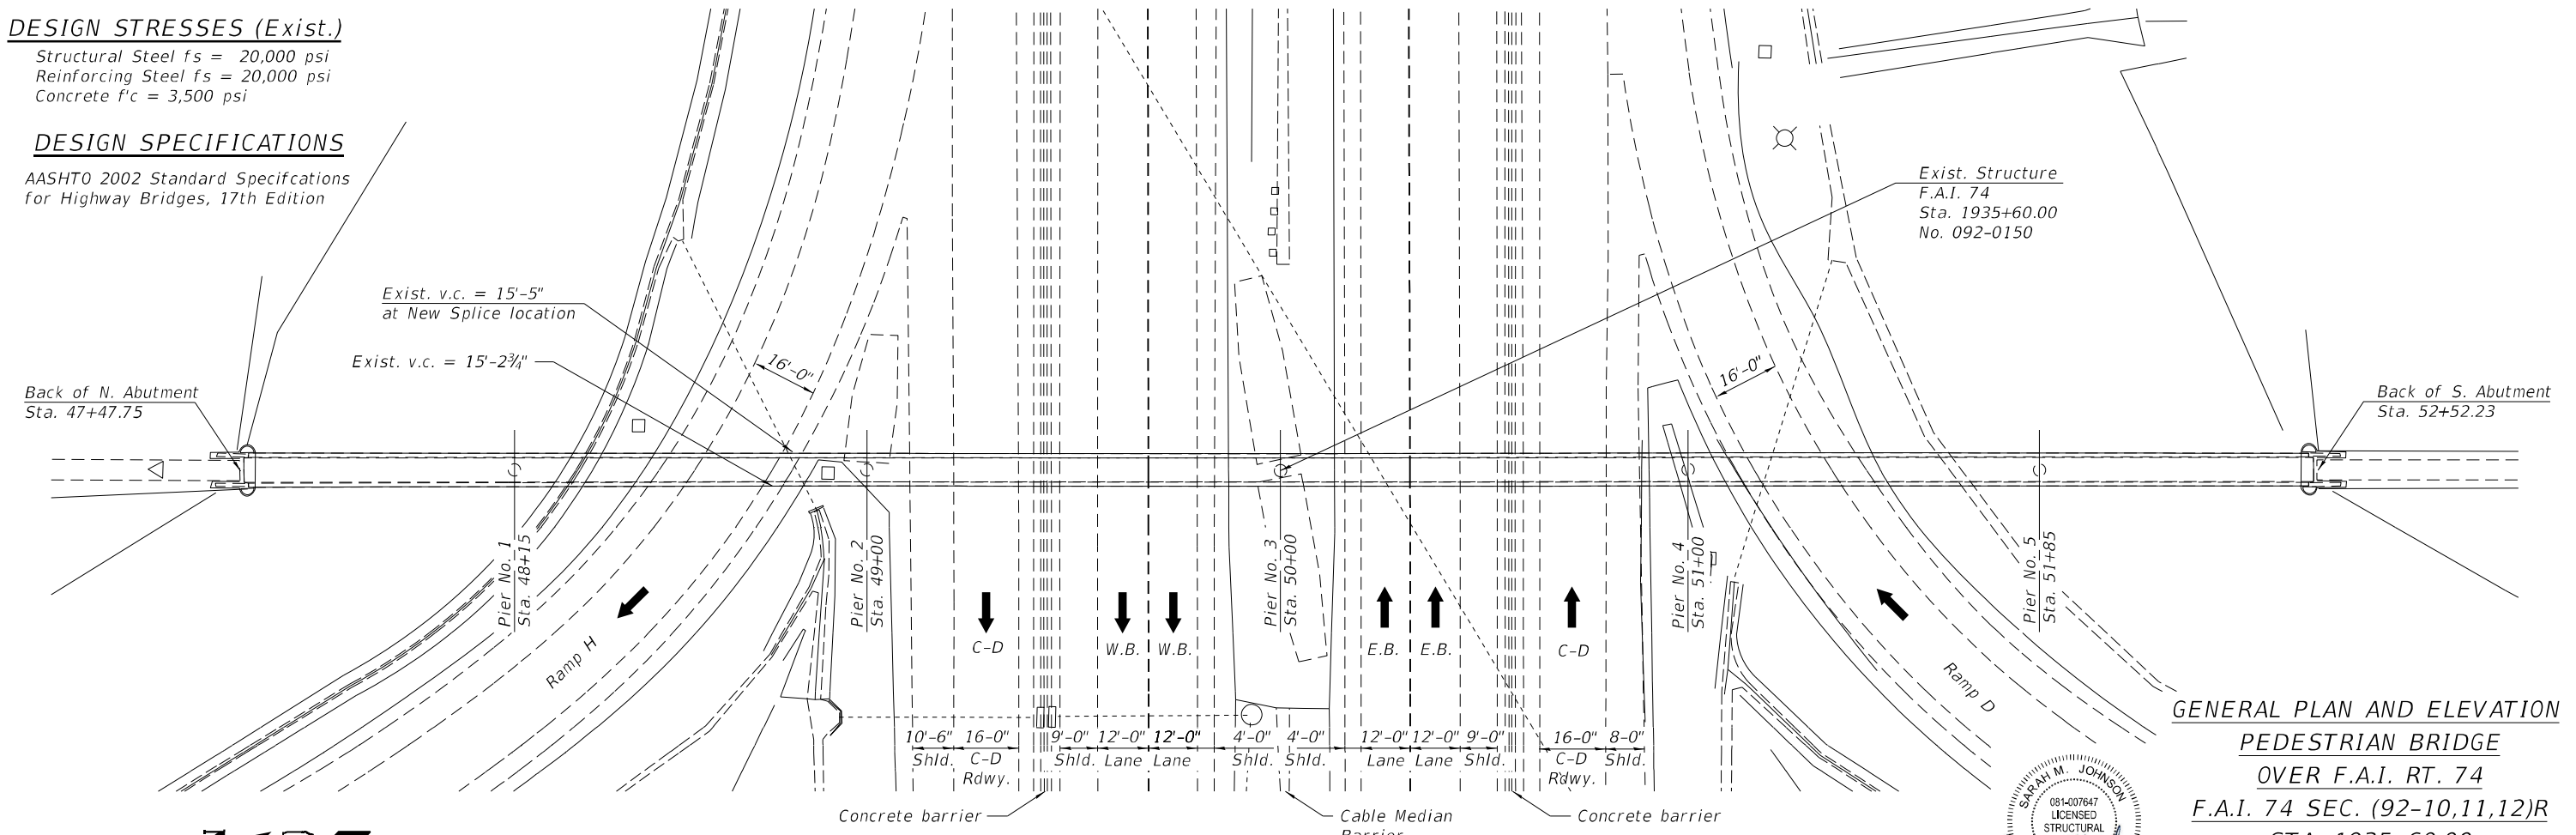 DESIGN STRESSES (Exist.)
Structural Steel fs = 20,000 psi
Reinforcing Steel fs = 20,000 psi
Concrete f'c = 3,500 psi
DESIGN SPECIFICATIONS
AASHTO 2002 Standard Specifcations
for Highway Bridges, 17th Edition
Exist. Structure
F.A.I. 74
Sta. 1935+60.00
No. 092-0150
Exist. v.c. = 15'-5"
at New Splice location
Exist. v.c. = 15'-2¾"
16'-0"
16'-0"
Back of N. Abutment
Sta. 47+47.75
Back of S. Abutment
Sta. 52+52.23
Pier No. 1
Sta. 48+15
Pier No. 2
Sta. 49+00
Pier No. 3
Sta. 50+00
Pier No. 4
Sta. 51+00
Pier No. 5
Sta. 51+85
Ramp H
C-D
W.B.
W.B.
E.B.
E.B.
C-D
Ramp D
10'-6" 16'-0" 9'-0" 12'-0" 12'-0" 4'-0" 4'-0" 12'-0" 12'-0" 9'-0" 16'-0" 8'-0"
Shld. C-D Shld. Lane Lane Shld. Shld. Lane Lane Shld. C-D Shld.
Rdwy. Rdwy.
Concrete barrier
Cable Median
Barrier
Concrete barrier
SARAH M. JOHNSON
081-007647
LICENSED
STRUCTURAL
GENERAL PLAN AND ELEVATION
PEDESTRIAN BRIDGE
OVER F.A.I. RT. 74
F.A.I. 74 SEC. (92-10,11,12)R
STA. 1935+60.00